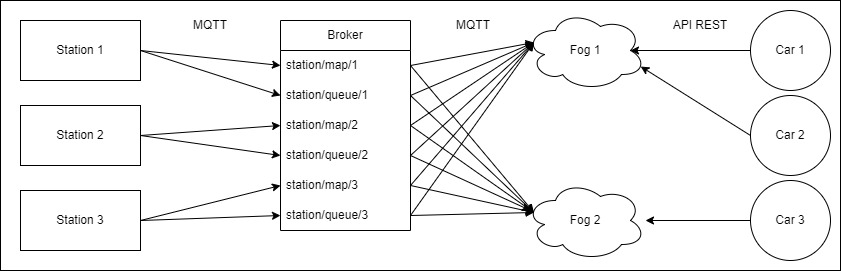 MQTT
MQTT
API REST
Station 1
Broker
Fog 1
Car 1
station/map/1
station/queue/1
Station 2
station/map/2
station/queue/2
Car 2
Station 3
station/map/3
station/queue/3
Fog 2
Car 3